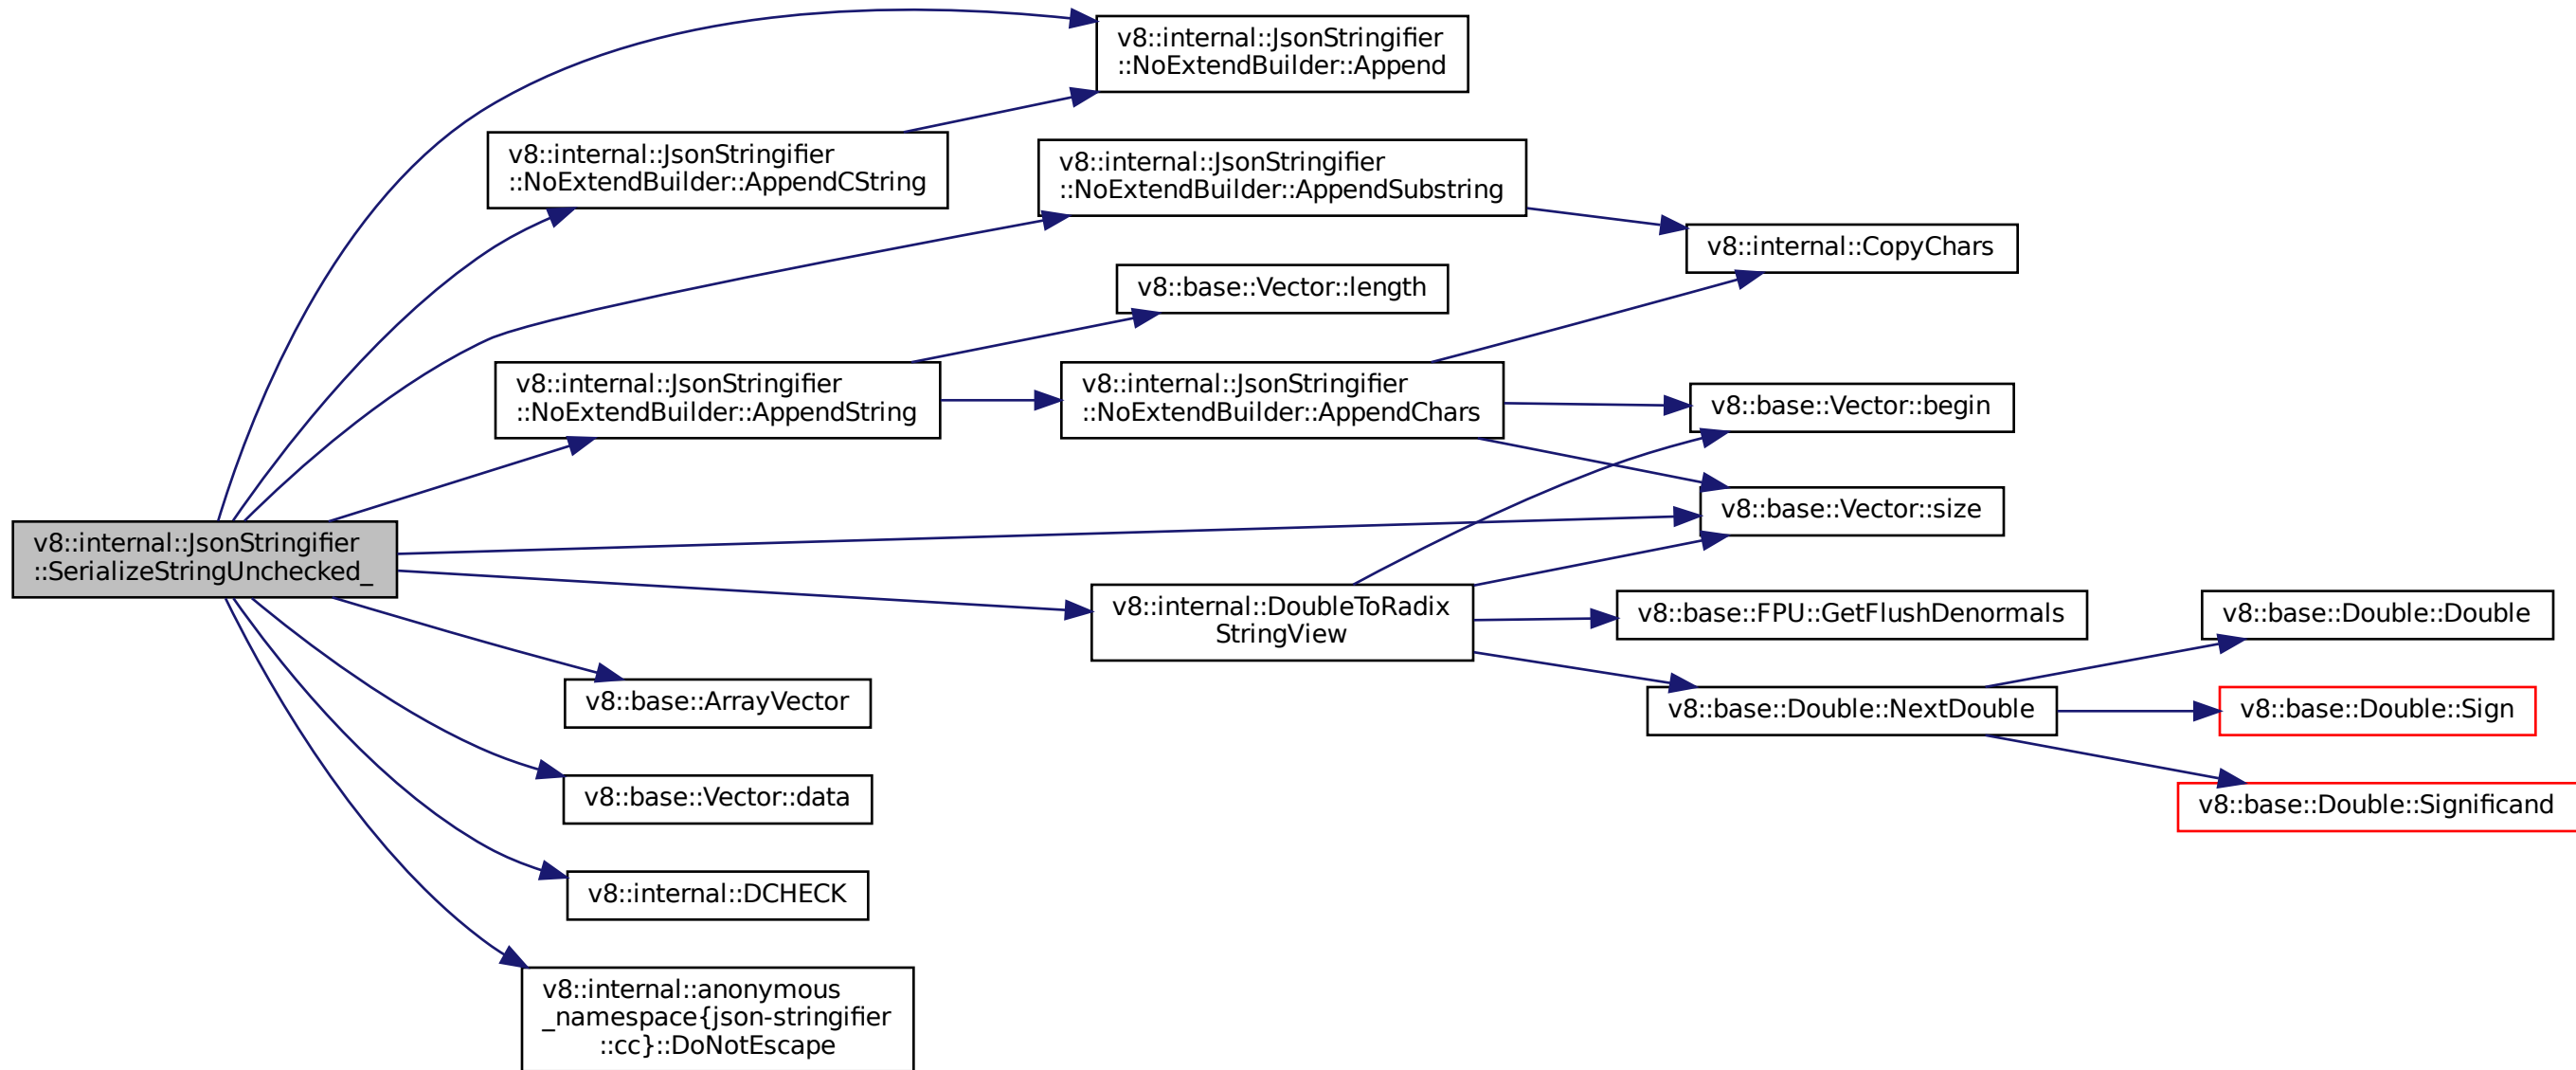 v8::internal::JsonStringifier
::SerializeStringUnchecked_
v8::internal::JsonStringifier
::NoExtendBuilder::Append
v8::internal::JsonStringifier
::NoExtendBuilder::AppendCString
v8::internal::JsonStringifier
::NoExtendBuilder::AppendSubstring
v8::internal::CopyChars
v8::base::Vector::length
v8::internal::JsonStringifier
::NoExtendBuilder::AppendString
v8::internal::JsonStringifier
::NoExtendBuilder::AppendChars
v8::base::Vector::begin
v8::base::Vector::size
v8::internal::DoubleToRadix
StringView
v8::base::FPU::GetFlushDenormals
v8::base::Double::Double
v8::base::Double::NextDouble
v8::base::Double::Sign
v8::base::Double::Significand
v8::base::ArrayVector
v8::base::Vector::data
v8::internal::DCHECK
v8::internal::anonymous
_namespace{json-stringifier
::cc}::DoNotEscape